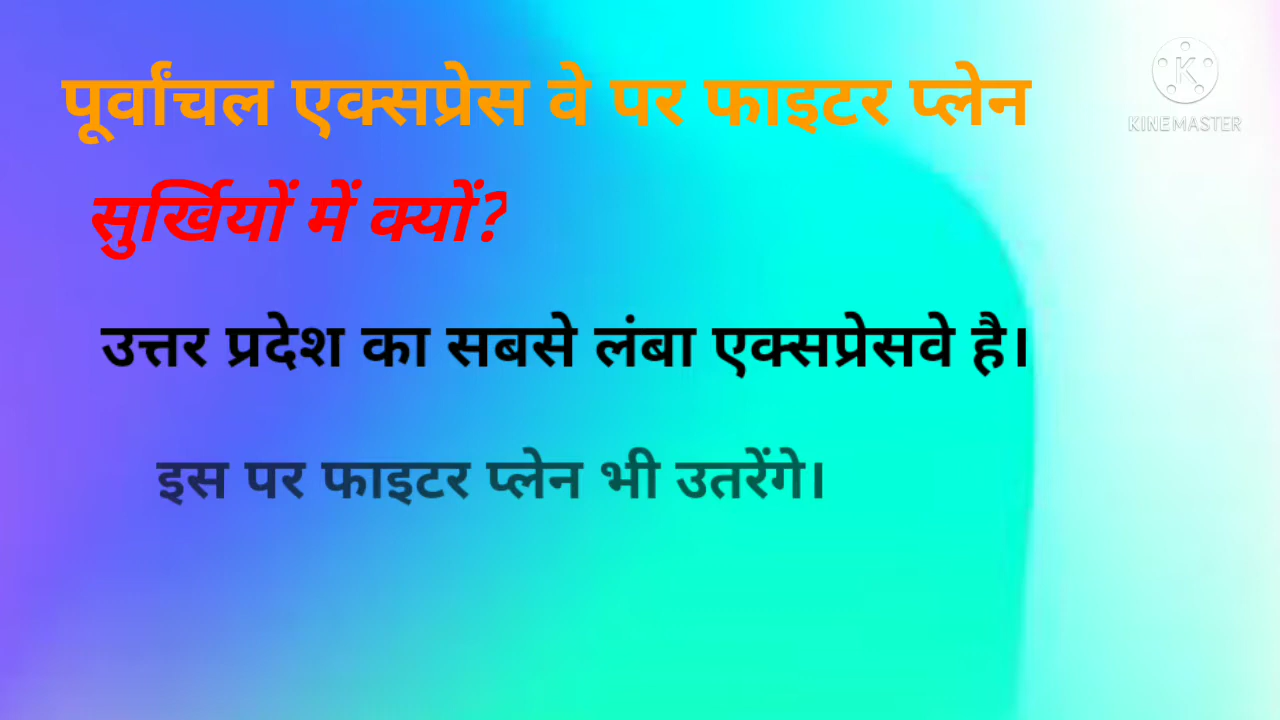 पूर्वांचल एक्सप्रेस वे पर फाइटर प्लेन
KINEMASTER
सुर्खियों में क्यों?
उत्तर प्रदेश का सबसे लंबा एक्सप्रेसवे है।
इस पर फाइटर प्लेन भी उतरेंगे।